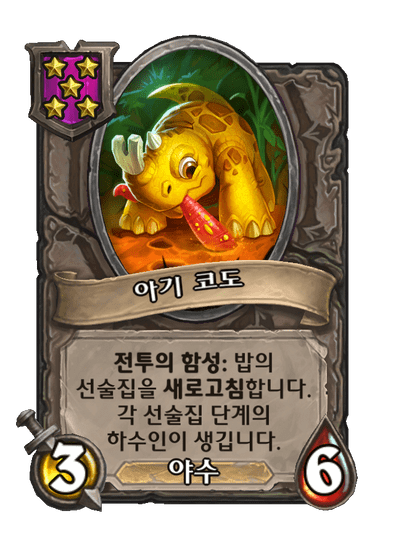 아기 코도
전투의 함성: 밥의
선술집을 새로고침합니다.
각 선술집 단계의
하수인이 생깁니다.
3
야수
6